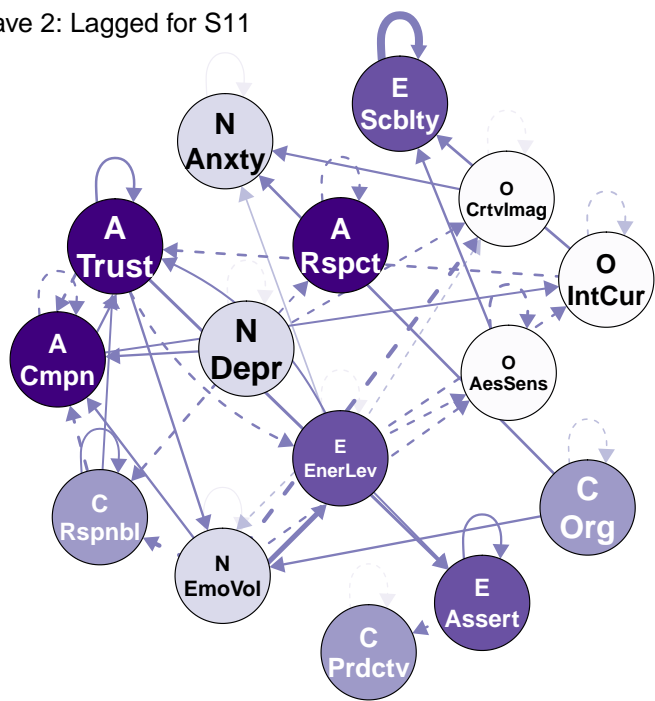 ave 2: Lagged for S11
E
Scblty
N
Anxty
O
CrtvImag
A
Trust
A
Rspct
O
IntCur
N
Depr
A
Cmpn
O
AesSens
E
EnerLev
C
Rspnbl
C
Org
N
EmoVol
E
Assert
C
Prdctv